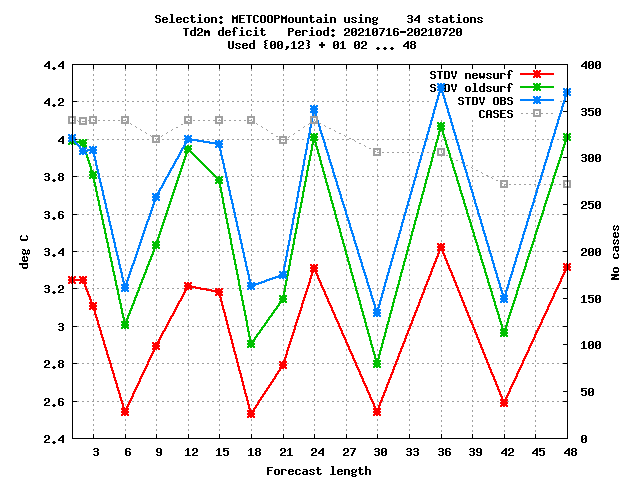 Selection: METCOOPMountain using    34 stations
Td2m deficit   Period: 20210716-20210720
Used {00,12} + 01 02 ... 48
STDV newsurf
STDV oldsurf
STDV OBS
CASES
4.4
4.2
4
3.8
3.6
3.4
3.2
3
2.8
2.6
2.4
deg C
400
350
300
250
200
150
100
50
0
No cases
3 6 9 12 15 18 21 24 27 30 33 36 39 42 45 48
Forecast length